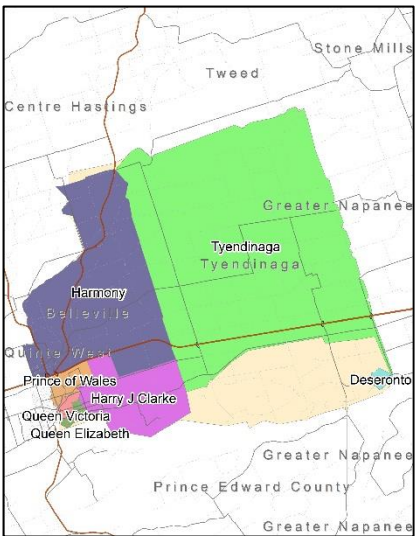 Stone Mills
Tweed
Centre Hastings
Greater Napanee
Tyendinaga
Tyendinaga
Harmony
Belleville
Quinte West
Prince of Wales
Deseronto
Harry J Clarke
Queen Victoria
Queen Elizabeth
Greater Napanee
Prince Edward County
Greater Napanee